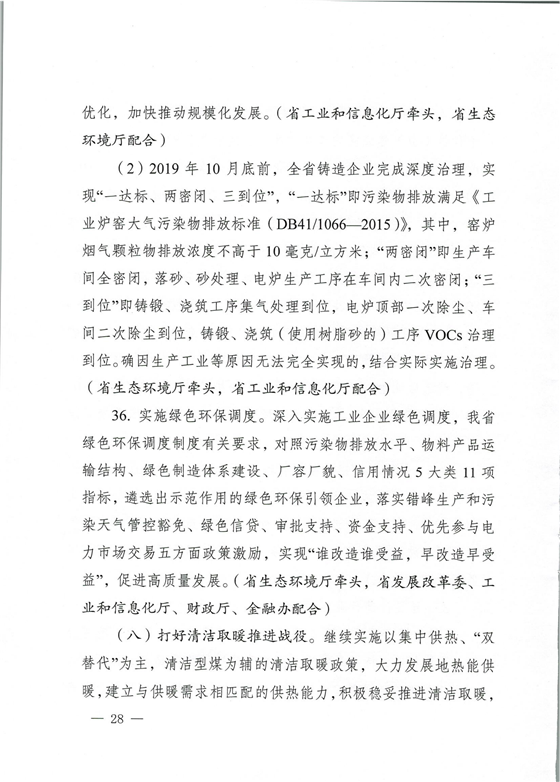 优化，加快推动规模化发展。（省工业和信息化厅牵头，省生态
环境厅配合）
（2）2019 年 10 月底前，全省铸造企业完成深度治理，实
现“一达标、两密闭、三到位”，“一达标”即污染物排放满足《工
业炉窑大气污染物排放标准（DB41/1066—2015）》，其中，窑炉
烟气颗粒物排放浓度不高于 10 毫克/立方米；“两密闭”即生产车
间全密闭，落砂、砂处理、电炉生产工序在车间内二次密闭；“三
到位”即铸锻、浇筑工序集气处理到位，电炉顶部一次除尘、车
间二次除尘到位，铸锻、浇筑（使用树脂砂的）工序 VOCs 治理
到位。确因生产工业等原因无法完全实现的，结合实际实施治理。
（省生态环境厅牵头，省工业和信息化厅配合）
36. 实施绿色环保调度。深入实施工业企业绿色调度，我省
绿色环保调度制度有关要求，对照污染物排放水平、物料产品运
输结构、绿色制造体系建设、厂容厂貌、信用情况 5 大类 11 项
指标，遴选出示范作用的绿色环保引领企业，落实错峰生产和污
染天气管控豁免、绿色信贷、审批支持、资金支持、优先参与电
力市场交易五方面政策激励，实现“谁改造谁受益，早改造早受
益”，促进高质量发展。（省生态环境厅牵头，省发展改革委、工
业和信息化厅、财政厅、金融办配合）
（八）打好清洁取暖推进战役。继续实施以集中供热、“双
替代”为主，清洁型煤为辅的清洁取暖政策，大力发展地热能供
暖，建立与供暖需求相匹配的供热能力，积极稳妥推进清洁取暖，
— 28 —